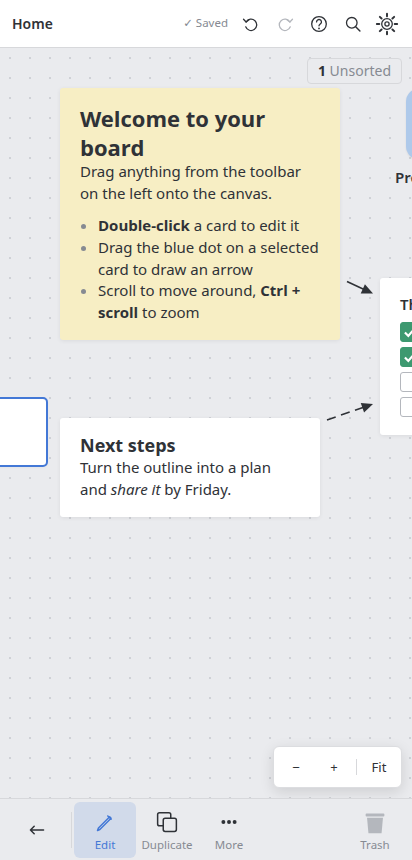 Home
✓ Saved
1 Unsorted
Welcome to your
board
Drag anything from the toolbar
on the left onto the canvas.
• Double-click a card to edit it
• Drag the blue dot on a selected
card to draw an arrow
• Scroll to move around, Ctrl +
scroll to zoom
Next steps
Turn the outline into a plan
and share it by Friday.
− + Fit
Edit
Duplicate
More
Trash